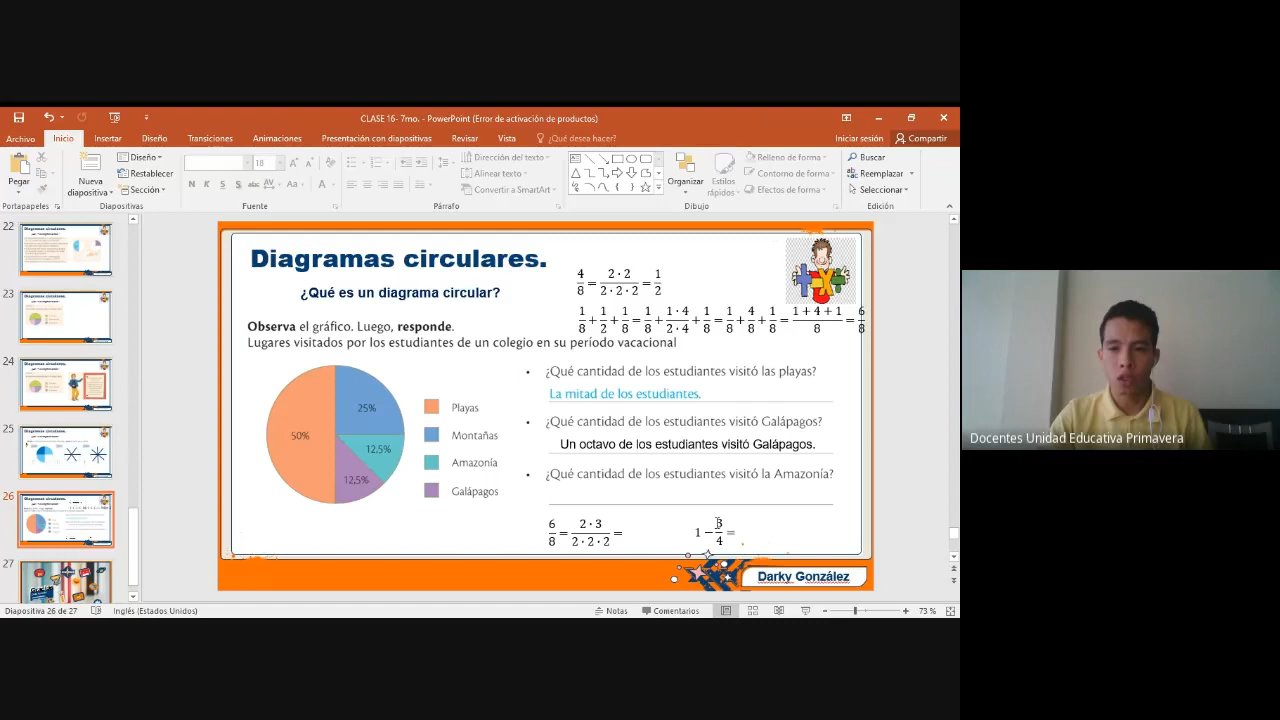 CLASE 16- 7mo. - PowerPoint (Error de activación de productos)
Archivo Inicio Insertar Diseño Transiciones Animaciones Presentación con diapositivas Revisar Vista ¿Qué desea hacer? Iniciar sesión Compartir
Pegar
Nueva diapositiva
Diseño
Restablecer
Sección
18
N K S S abc AV Aa A
Dirección del texto
Alinear texto
Convertir a SmartArt
Organizar
Estilos rápidos
Relleno de forma
Contorno de forma
Efectos de forma
Buscar
Reemplazar
Seleccionar
Portapapeles Diapositivas Fuente Párrafo Dibujo Edición
22
23
24
25
26
27
Diagramas circulares.
¿Qué es un diagrama circular?
4/8 = 2·2/2·2·2 = 1/2
1/8 + 1/2 + 1/8 = 1/8 + 1·4/2·4 + 1/8 = 1/8 + 4/8 + 1/8 = 1+4+1/8 = 6/8
Observa el gráfico. Luego, responde.
Lugares visitados por los estudiantes de un colegio en su período vacacional
50%
25%
12,5%
12,5%
Playas
Montañas
Amazonía
Galápagos
• ¿Qué cantidad de los estudiantes visitó las playas?
La mitad de los estudiantes.
• ¿Qué cantidad de los estudiantes visitó Galápagos?
Un octavo de los estudiantes visitó Galápagos.
• ¿Qué cantidad de los estudiantes visitó la Amazonía?
6/8 = 2·3/2·2·2 =
1 − 3/4 =
Darky González
Docentes Unidad Educativa Primavera
Diapositiva 26 de 27 Inglés (Estados Unidos) Notas Comentarios 73 %